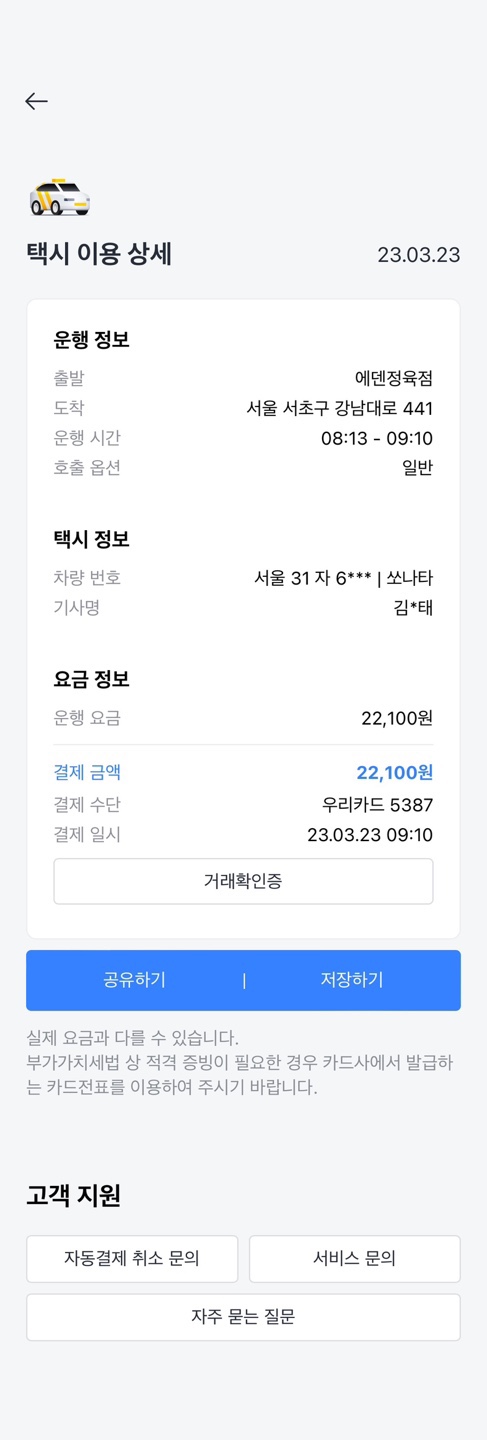 택시 이용 상세 23.03.23
운행 정보
출발 에덴정육점
도착 서울 서초구 강남대로 441
운행 시간 08:13 - 09:10
호출 옵션 일반
택시 정보
차량 번호 서울 31 자 6*** | 쏘나타
기사명 김*태
요금 정보
운행 요금 22,100원
결제 금액 22,100원
결제 수단 우리카드 5387
결제 일시 23.03.23 09:10
거래확인증
공유하기 | 저장하기
실제 요금과 다를 수 있습니다.
부가가치세법 상 적격 증빙이 필요한 경우 카드사에서 발급하
는 카드전표를 이용하여 주시기 바랍니다.
고객 지원
자동결제 취소 문의 서비스 문의
자주 묻는 질문